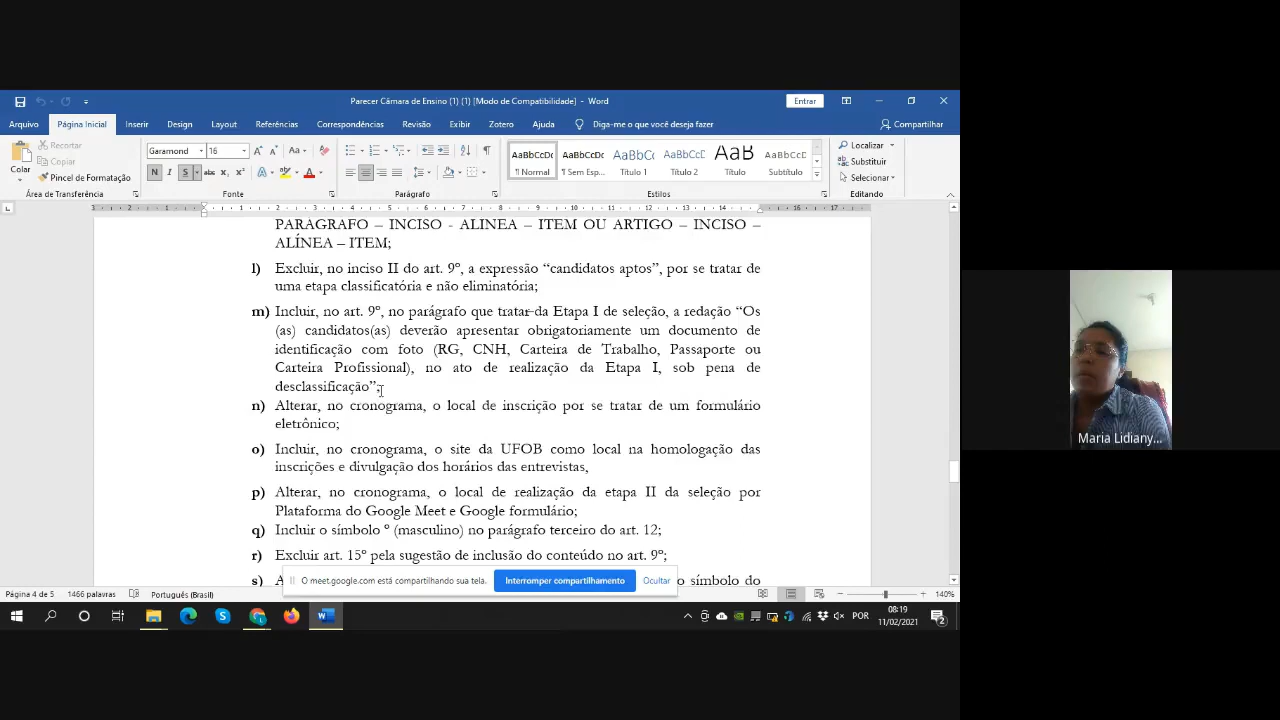 Parecer Câmara de Ensino (1) (1) [Modo de Compatibilidade] - Word
Entrar
Arquivo Página Inicial Inserir Design Layout Referências Correspondências Revisão Exibir Zotero Ajuda Diga-me o que você deseja fazer Compartilhar
Colar
Recortar
Copiar
Pincel de Formatação
Área de Transferência
Garamond 16
N I S abc x₂ x²
Fonte
Parágrafo
AaBbCcDc AaBbCcDc AaBbCc AaBbCcD AaB AaBbCcD
¶ Normal ¶ Sem Esp... Título 1 Título 2 Título Subtítulo
Estilos
Localizar
Substituir
Selecionar
Editando
PARAGRAFO – INCISO - ALINEA – ITEM OU ARTIGO – INCISO –
ALÍNEA – ITEM;
l) Excluir, no inciso II do art. 9º, a expressão “candidatos aptos”, por se tratar de
uma etapa classificatória e não eliminatória;
m) Incluir, no art. 9º, no parágrafo que tratar da Etapa I de seleção, a redação “Os
(as) candidatos(as) deverão apresentar obrigatoriamente um documento de
identificação com foto (RG, CNH, Carteira de Trabalho, Passaporte ou
Carteira Profissional), no ato de realização da Etapa I, sob pena de
desclassificação”;
n) Alterar, no cronograma, o local de inscrição por se tratar de um formulário
eletrônico;
o) Incluir, no cronograma, o site da UFOB como local na homologação das
inscrições e divulgação dos horários das entrevistas,
p) Alterar, no cronograma, o local de realização da etapa II da seleção por
Plataforma do Google Meet e Google formulário;
q) Incluir o símbolo º (masculino) no parágrafo terceiro do art. 12;
r) Excluir art. 15º pela sugestão de inclusão do conteúdo no art. 9º;
s) o símbolo do
O meet.google.com está compartilhando sua tela. Interromper compartilhamento Ocultar
Página 4 de 5 1466 palavras Português (Brasil) 140%
POR 08:19
11/02/2021 2
Maria Lidiany...